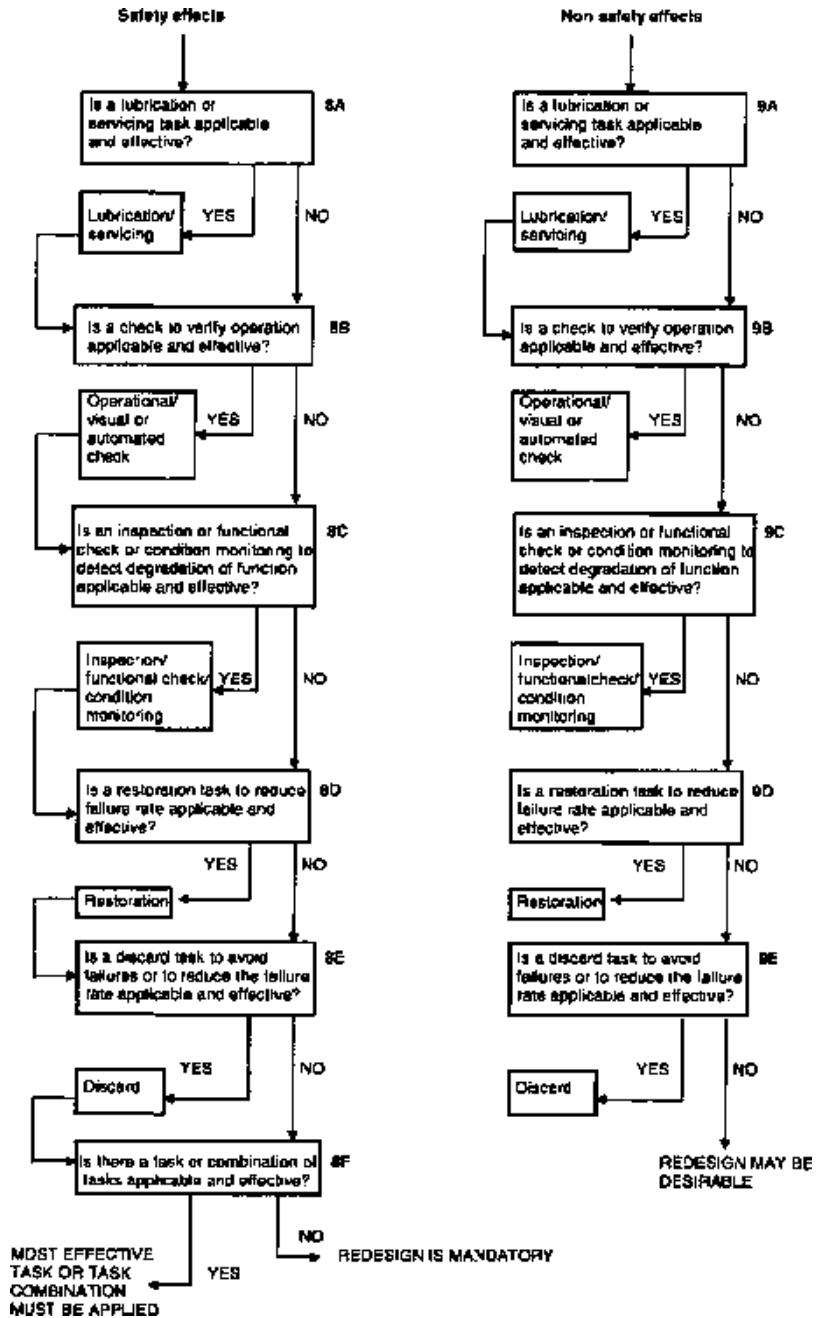 Safety effects
Is a lubrication or
servicing task applicable
and effective?
8A
Lubrication/
servicing
YES
NO
Is a check to verify operation
applicable and effective?
8B
Operational/
visual or
automated
check
YES
NO
Is an inspection or functional
check or condition monitoring to
detect degradation of function
applicable and effective?
8C
Inspection/
functional check/
condition
monitoring
YES
NO
Is a restoration task to reduce
failure rate applicable and
effective?
8D
YES
NO
Restoration
Is a discard task to avoid
failures or to reduce the failure
rate applicable and effective?
8E
YES
NO
Discard
Is there a task or combination of
tasks applicable and effective?
8F
NO
REDESIGN IS MANDATORY
YES
MOST EFFECTIVE
TASK OR TASK
COMBINATION
MUST BE APPLIED
Non safety effects
Is a lubrication or
servicing task applicable
and effective?
9A
Lubrication/
servicing
YES
NO
Is a check to verify operation
applicable and effective?
9B
Operational/
visual or
automated
check
YES
NO
Is an inspection or functional
check or condition monitoring to
detect degradation of function
applicable and effective?
9C
Inspection/
functionalcheck/
condition
monitoring
YES
NO
Is a restoration task to reduce
failure rate applicable and
effective?
9D
YES
NO
Restoration
Is a discard task to avoid
failures or to reduce the failure
rate applicable and effective?
9E
YES
NO
Discard
REDESIGN MAY BE
DESIRABLE